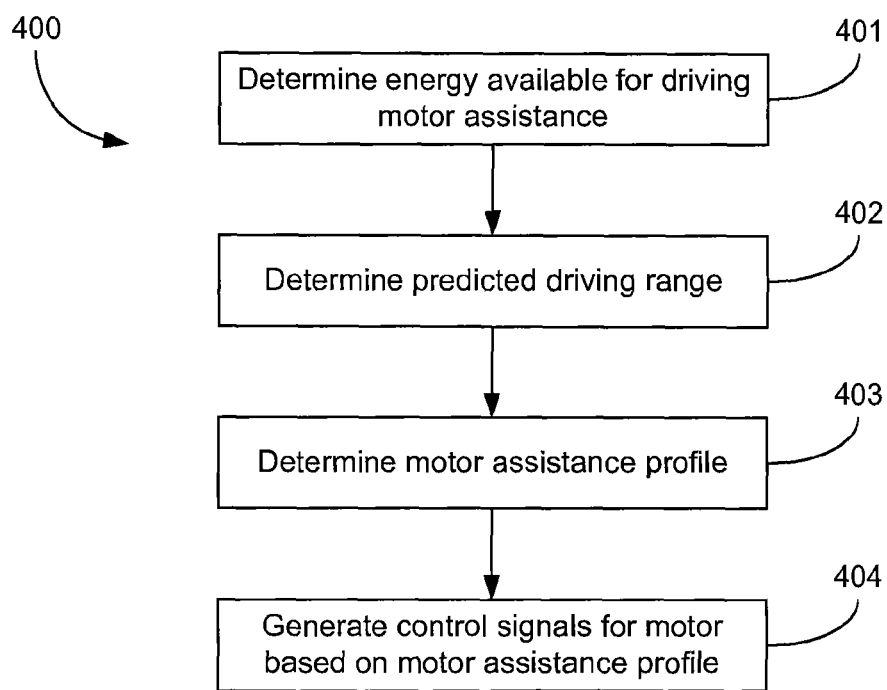 400
401
Determine energy available for driving
motor assistance
402
Determine predicted driving range
403
Determine motor assistance profile
404
Generate control signals for motor
based on motor assistance profile